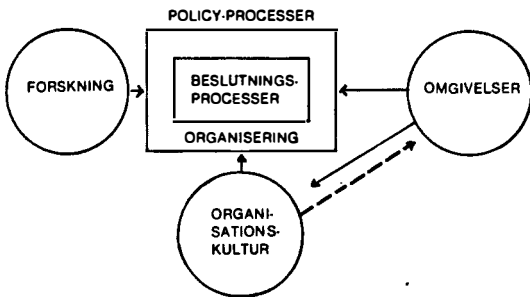 POLICY-PROCESSER
FORSKNING
BESLUTNINGS-
PROCESSER
ORGANISERING
OMGIVELSER
ORGANI-
SATIONS-
KULTUR